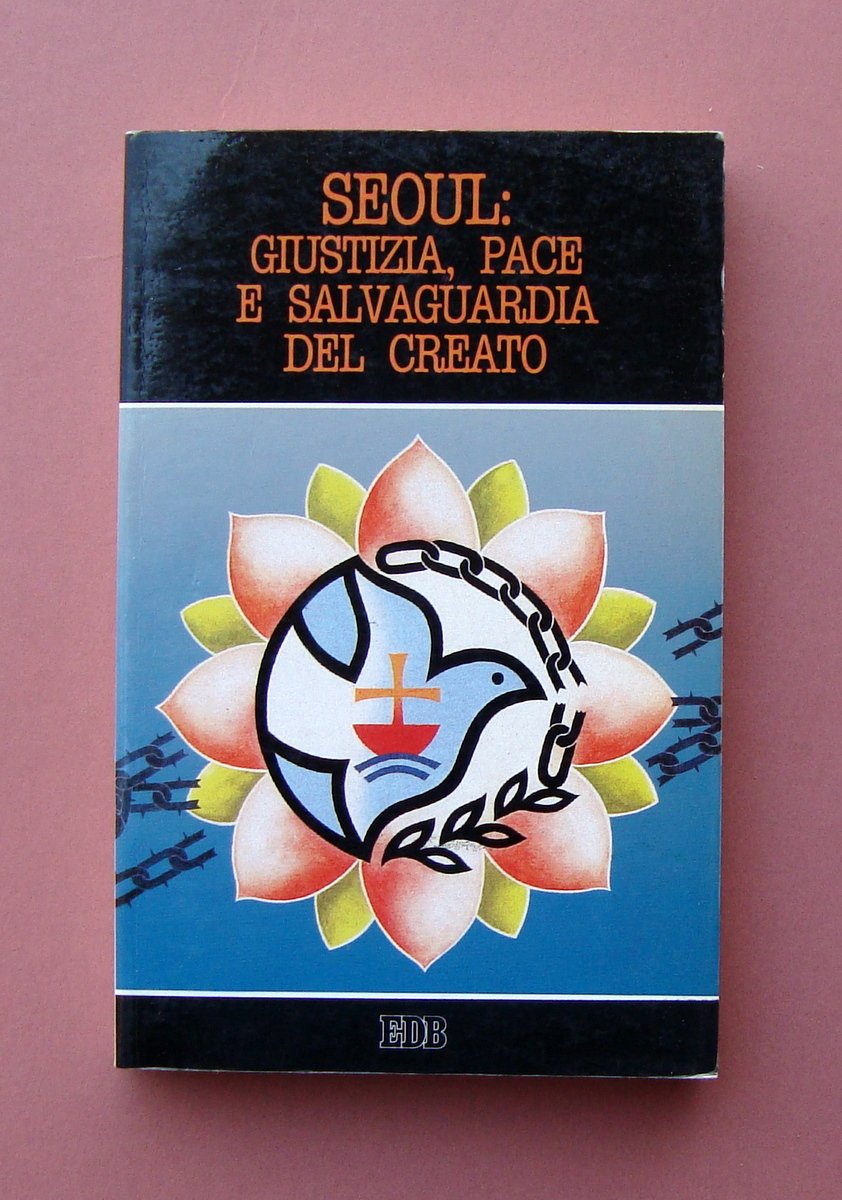 SEOUL:
GIUSTIZIA, PACE
E SALVAGUARDIA
DEL CREATO
EDB